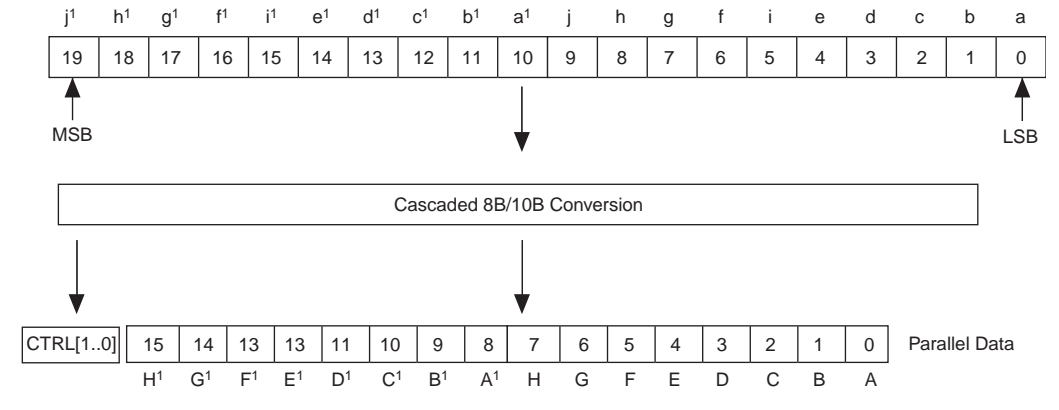 j¹ h¹ g¹ f¹ i¹ e¹ d¹ c¹ b¹ a¹ j h g f i e d c b a
19 18 17 16 15 14 13 12 11 10 9 8 7 6 5 4 3 2 1 0
MSB LSB
Cascaded 8B/10B Conversion
CTRL[1..0] 15 14 13 13 11 10 9 8 7 6 5 4 3 2 1 0 Parallel Data
H¹ G¹ F¹ E¹ D¹ C¹ B¹ A¹ H G F E D C B A